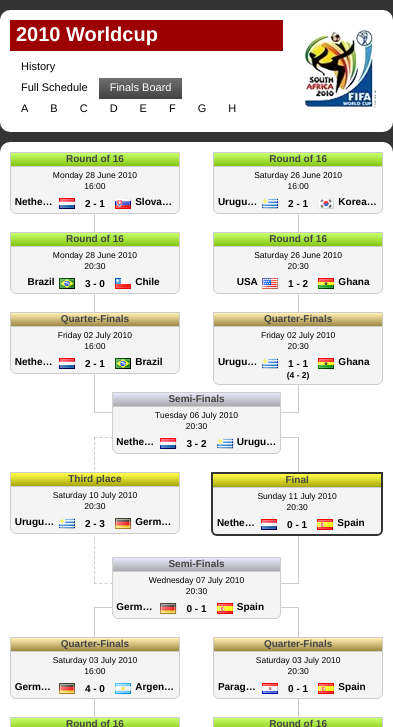 2010 Worldcup
History
Full Schedule Finals Board
A B C D E F G H
SOUTH AFRICA 2010
FIFA
WORLD CUP
Round of 16
Monday 28 June 2010
16:00
Nethe... 2 - 1 Slova...
Round of 16
Saturday 26 June 2010
16:00
Urugu... 2 - 1 Korea...
Round of 16
Monday 28 June 2010
20:30
Brazil 3 - 0 Chile
Round of 16
Saturday 26 June 2010
20:30
USA 1 - 2 Ghana
Quarter-Finals
Friday 02 July 2010
16:00
Nethe... 2 - 1 Brazil
Quarter-Finals
Friday 02 July 2010
20:30
Urugu... 1 - 1 Ghana
(4 - 2)
Semi-Finals
Tuesday 06 July 2010
20:30
Nethe... 3 - 2 Urugu...
Third place
Saturday 10 July 2010
20:30
Urugu... 2 - 3 Germ...
Final
Sunday 11 July 2010
20:30
Nethe... 0 - 1 Spain
Semi-Finals
Wednesday 07 July 2010
20:30
Germ... 0 - 1 Spain
Quarter-Finals
Saturday 03 July 2010
16:00
Germ... 4 - 0 Argen...
Quarter-Finals
Saturday 03 July 2010
20:30
Parag... 0 - 1 Spain
Round of 16
Round of 16